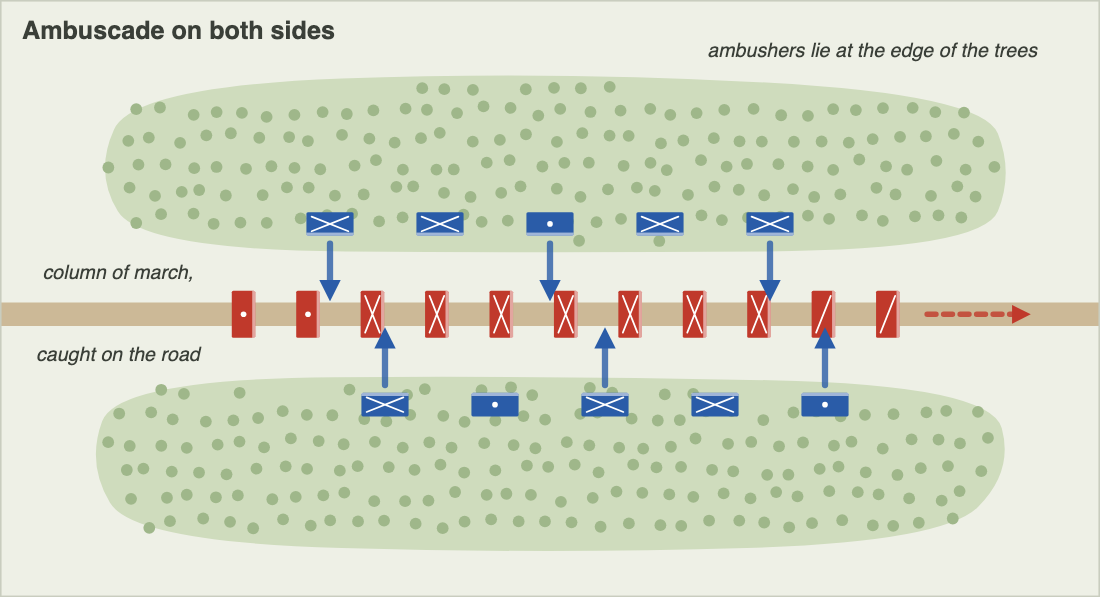 Ambuscade on both sides
ambushers lie at the edge of the trees
column of march,
caught on the road